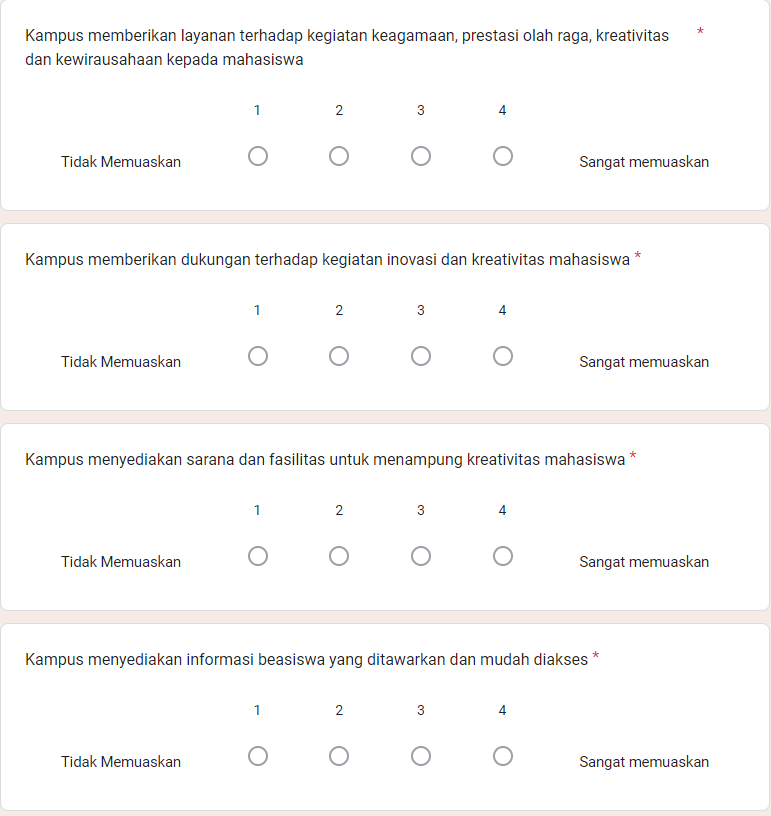 Kampus memberikan layanan terhadap kegiatan keagamaan, prestasi olah raga, kreativitas *
dan kewirausahaan kepada mahasiswa
1 2 3 4
Tidak Memuaskan Sangat memuaskan
Kampus memberikan dukungan terhadap kegiatan inovasi dan kreativitas mahasiswa *
1 2 3 4
Tidak Memuaskan Sangat memuaskan
Kampus menyediakan sarana dan fasilitas untuk menampung kreativitas mahasiswa *
1 2 3 4
Tidak Memuaskan Sangat memuaskan
Kampus menyediakan informasi beasiswa yang ditawarkan dan mudah diakses *
1 2 3 4
Tidak Memuaskan Sangat memuaskan